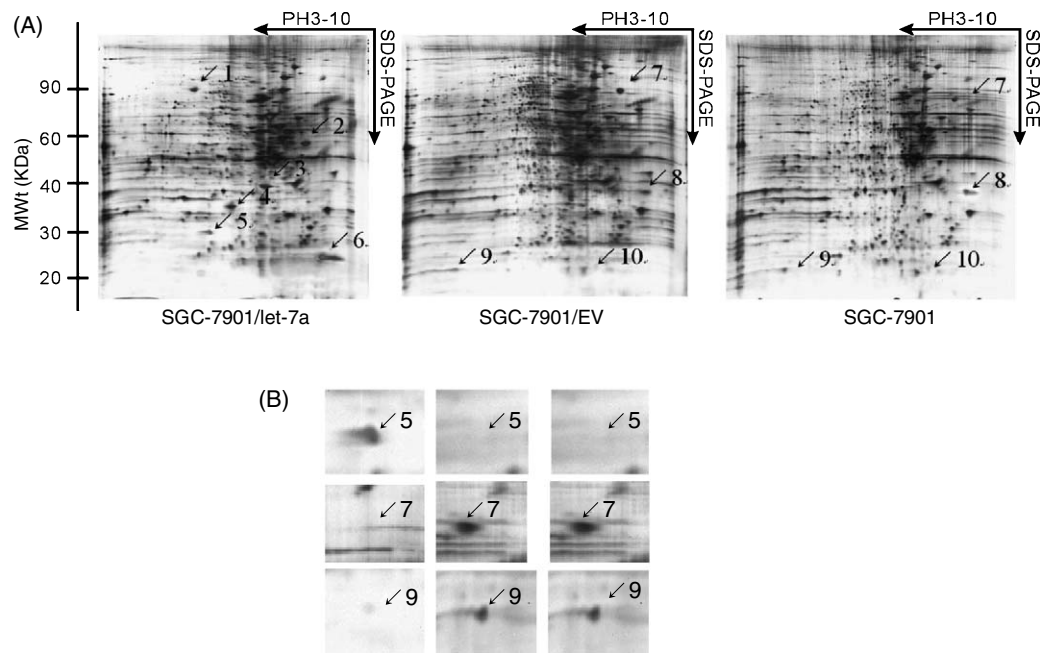 (A)
PH3-10
PH3-10
PH3-10
SDS-PAGE
SDS-PAGE
SDS-PAGE
MWt (KDa)
90
60
40
30
20
1
2
3
4
5
6
7
8
9
10
7
8
9
10
SGC-7901/let-7a
SGC-7901/EV
SGC-7901
(B)
5
5
5
7
7
7
9
9
9